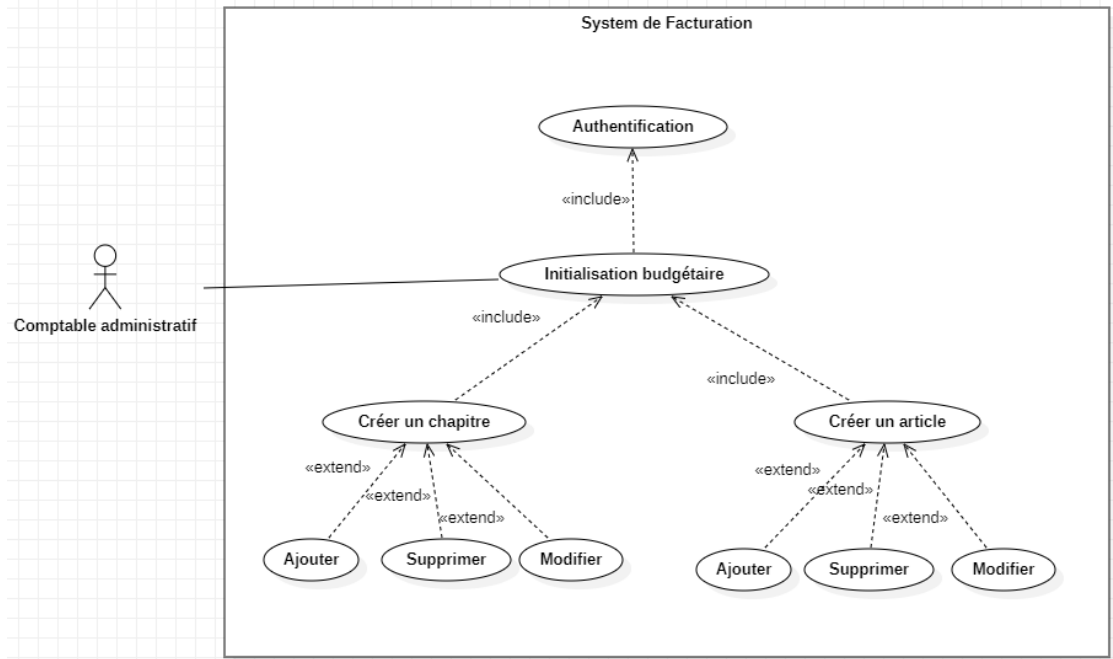 System de Facturation
Authentification
«include»
Initialisation budgétaire
Comptable administratif
«include»
«include»
Créer un chapitre
Créer un article
«extend»
«extend»
«extend»
«extend»
«extend»
«extend»
Ajouter
Supprimer
Modifier
Ajouter
Supprimer
Modifier